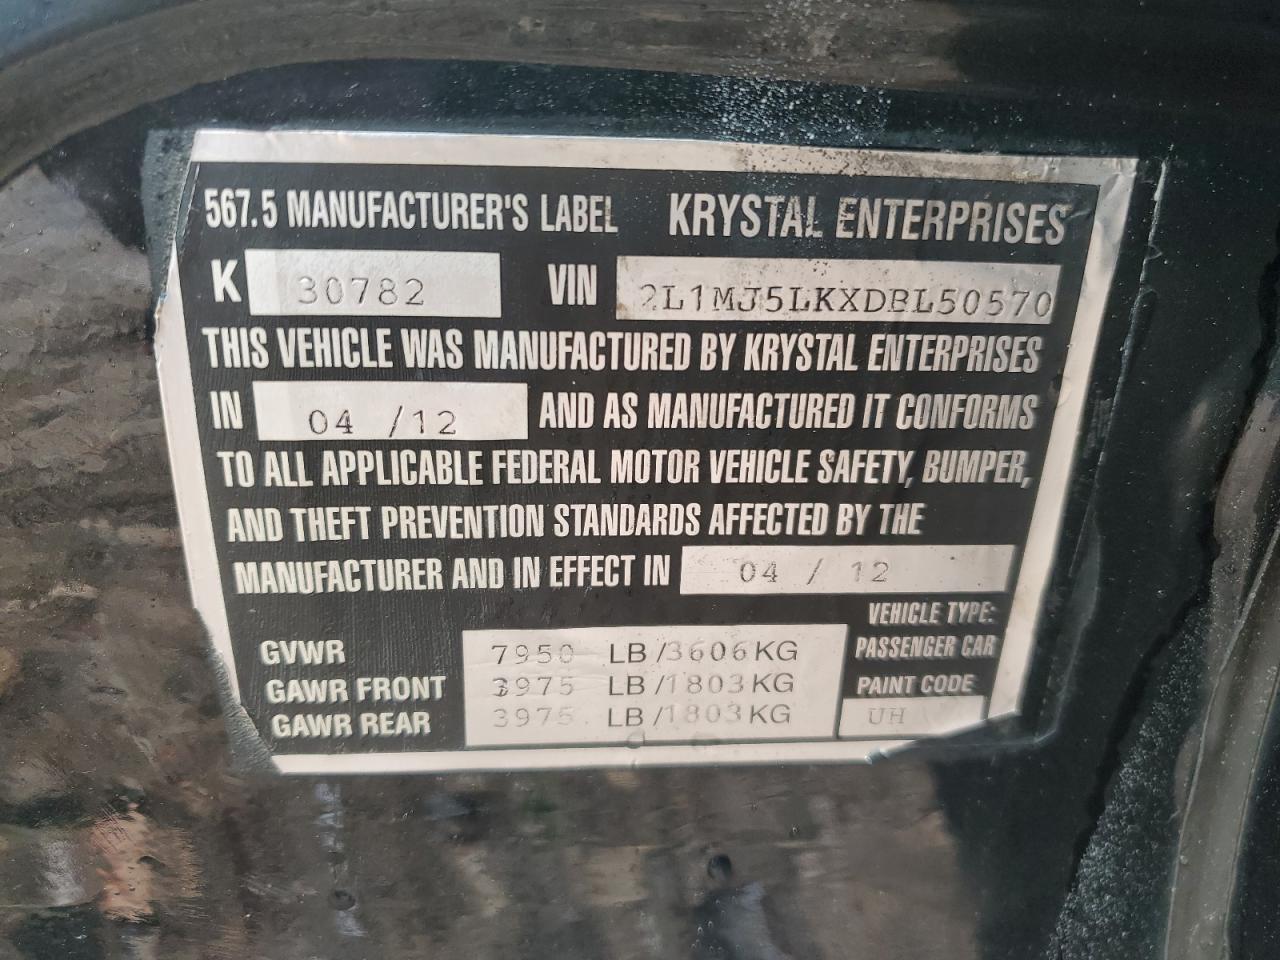 567.5 MANUFACTURER'S LABEL KRYSTAL ENTERPRISES
K 30782 VIN 2L1MJ5LKXDBL50570
THIS VEHICLE WAS MANUFACTURED BY KRYSTAL ENTERPRISES
IN 04 /12 AND AS MANUFACTURED IT CONFORMS
TO ALL APPLICABLE FEDERAL MOTOR VEHICLE SAFETY, BUMPER,
AND THEFT PREVENTION STANDARDS AFFECTED BY THE
MANUFACTURER AND IN EFFECT IN 04 / 12
VEHICLE TYPE:
PASSENGER CAR
GVWR 7950 LB/3606KG
GAWR FRONT 3975 LB/1803KG
GAWR REAR 3975 LB/1803KG
PAINT CODE
UH